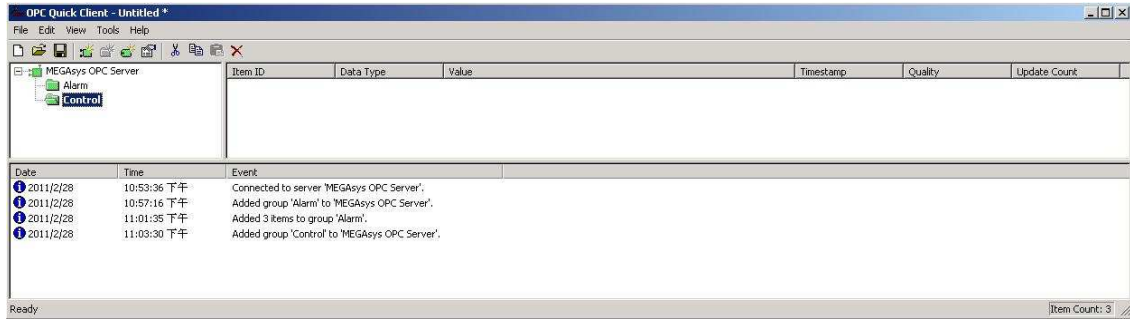 OPC Quick Client - Untitled *
File Edit View Tools Help
MEGAsys OPC Server
Alarm
Control
Item ID Data Type Value Timestamp Quality Update Count
Date Time Event
2011/2/28 10:53:36 下午 Connected to server 'MEGAsys OPC Server'.
2011/2/28 10:57:16 下午 Added group 'Alarm' to 'MEGAsys OPC Server'.
2011/2/28 11:01:35 下午 Added 3 items to group 'Alarm'.
2011/2/28 11:03:30 下午 Added group 'Control' to 'MEGAsys OPC Server'.
Ready Item Count: 3